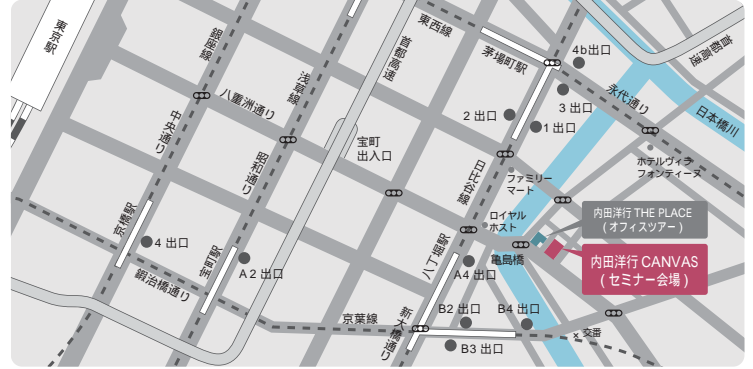 東京駅
銀座線
浅草線
首都高速
東西線
茅場町駅
4b出口
首都高速
八重洲通り
中央通り
昭和通り
宝町
出入口
2 出口
3 出口
1 出口
永代通り
日本橋川
日比谷線
ファミリー
マート
ホテルヴィラ
フォンティーヌ
京橋駅
4 出口
宝町駅
A2出口
鍛冶橋通り
ロイヤル
ホスト
八丁堀駅
亀島橋
A4出口
内田洋行 THE PLACE
(オフィスツアー)
内田洋行 CANVAS
(セミナー会場)
京葉線
新大橋通り
B2 出口
B4 出口
B3 出口
交番